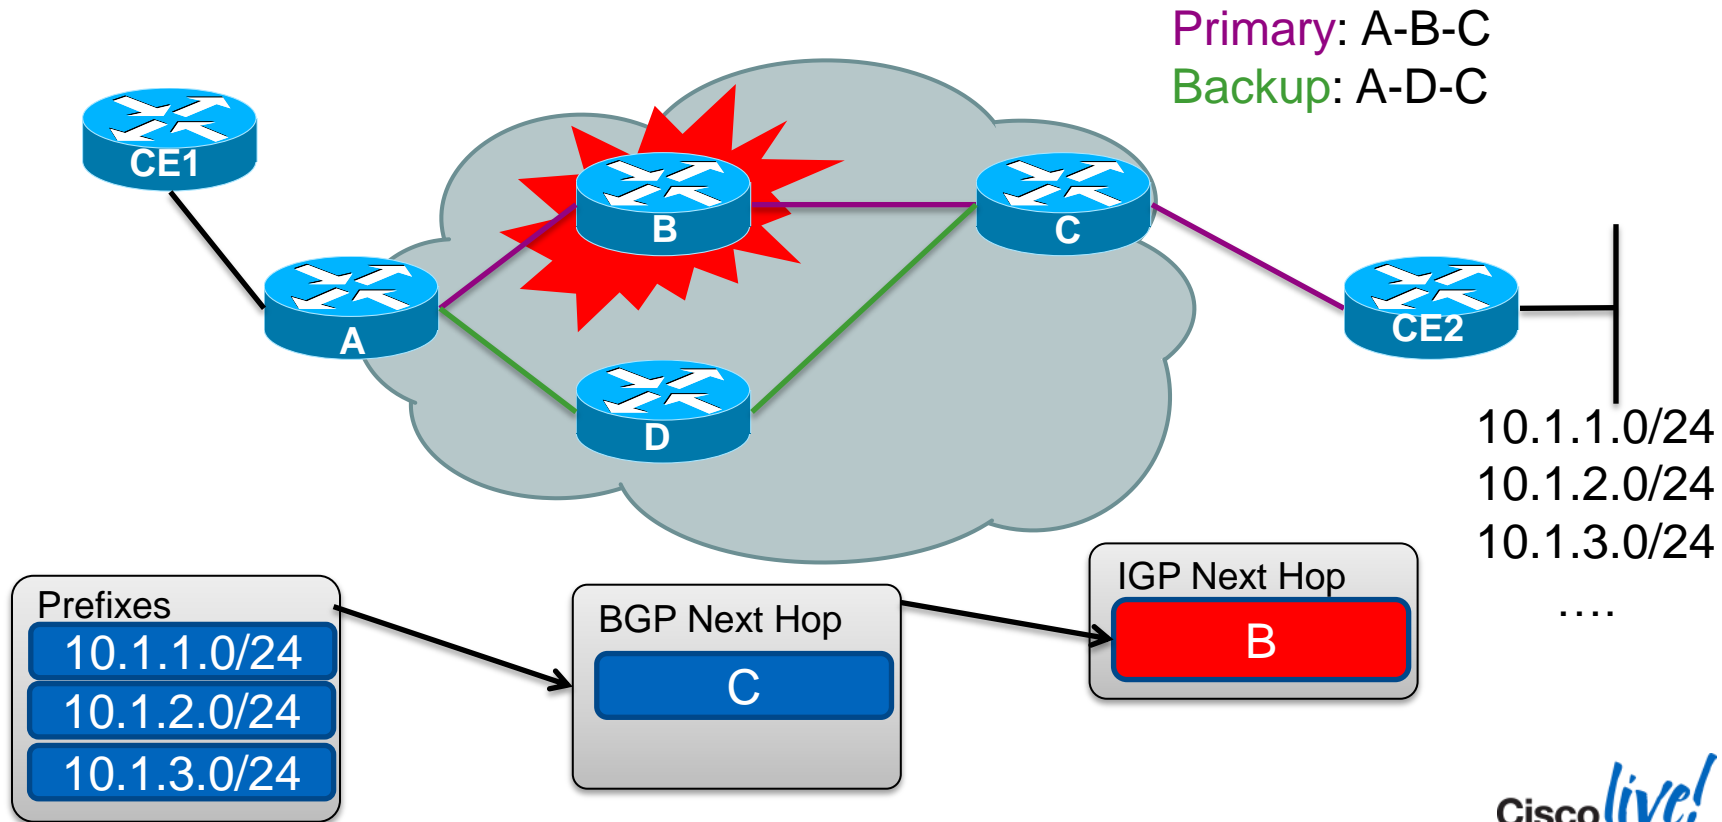 Primary: A-B-C
Backup: A-D-C
CE1
B
C
A
CE2
D
10.1.1.0/24
10.1.2.0/24
10.1.3.0/24
....
Prefixes
10.1.1.0/24
10.1.2.0/24
10.1.3.0/24
BGP Next Hop
C
IGP Next Hop
B
Cisco live!